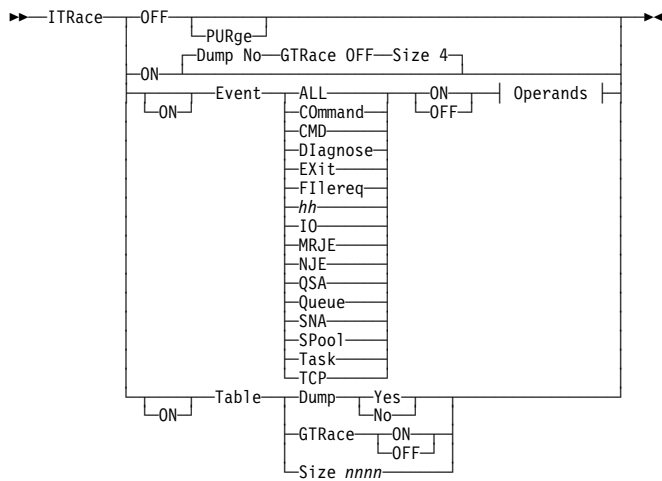 ITRace OFF
PURge
Dump No GTRace OFF Size 4
ON
Event ALL ON Operands
ON COmmand OFF
CMD
DIagnose
EXit
FIlereq
hh
IO
MRJE
NJE
QSA
Queue
SNA
SPool
Task
TCP
Table Dump Yes
ON No
GTRace ON
OFF
Size nnnn